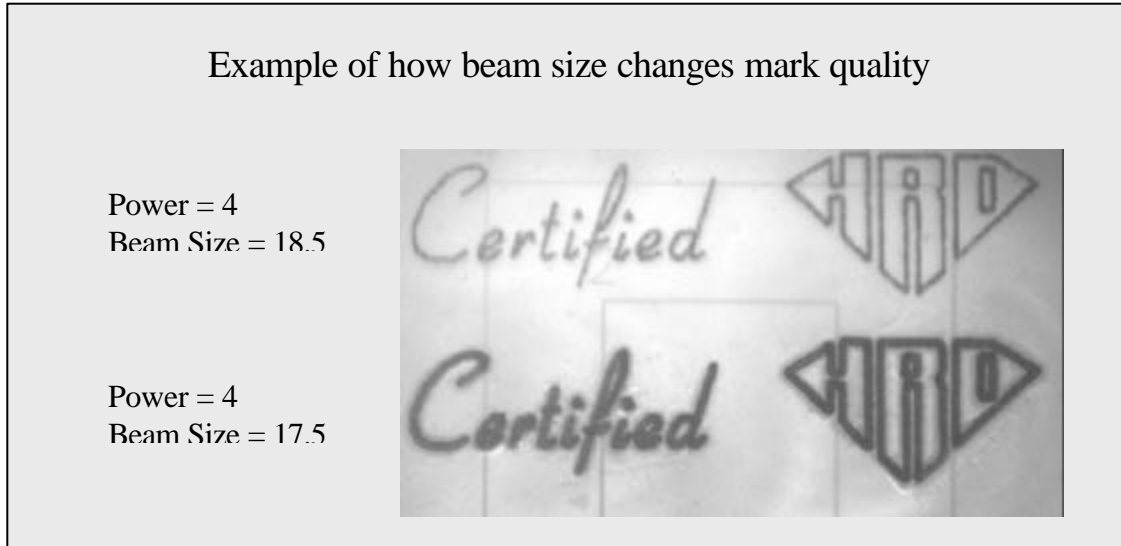 Example of how beam size changes mark quality
Power = 4
Beam Size = 18.5
Certified HRD
Power = 4
Beam Size = 17.5
Certified HRD